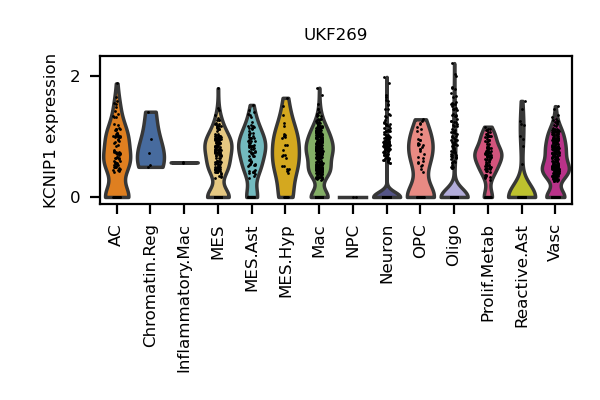 UKF269
KCNIP1 expression
2
0
AC
Chromatin.Reg
Inflammatory.Mac
MES
MES.Ast
MES.Hyp
Mac
NPC
Neuron
OPC
Oligo
Prolif.Metab
Reactive.Ast
Vasc